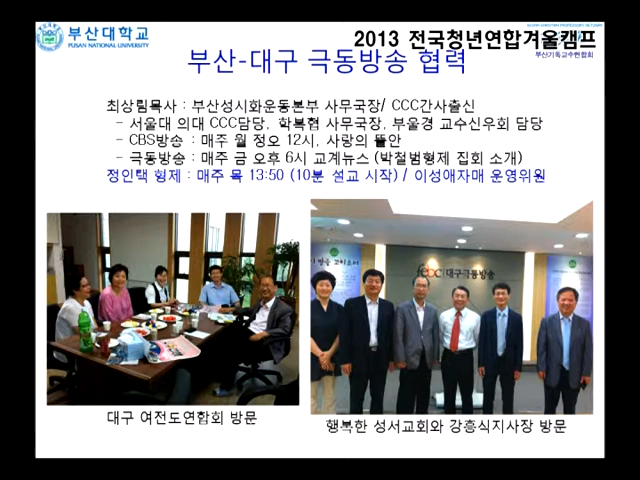 부산대학교
PUSAN NATIONAL UNIVERSITY
2013 전국청년연합겨울캠프
부산기독교수연합회
부산-대구 극동방송 협력
최상림목사 : 부산성시화운동본부 사무국장/ CCC간사출신
- 서울대 의대 CCC담당, 학복협 사무국장, 부울경 교수신우회 담당
- CBS방송 : 매주 월 정오 12시, 사랑의 뜰안
- 극동방송 : 매주 금 오후 6시 교계뉴스 (박철범형제 집회 소개)
정인택 형제 : 매주 목 13:50 (10분 설교 시작) / 이성애자매 운영위원
febc 대구극동방송
대구 여전도연합회 방문
행복한 성서교회와 강흥식지사장 방문